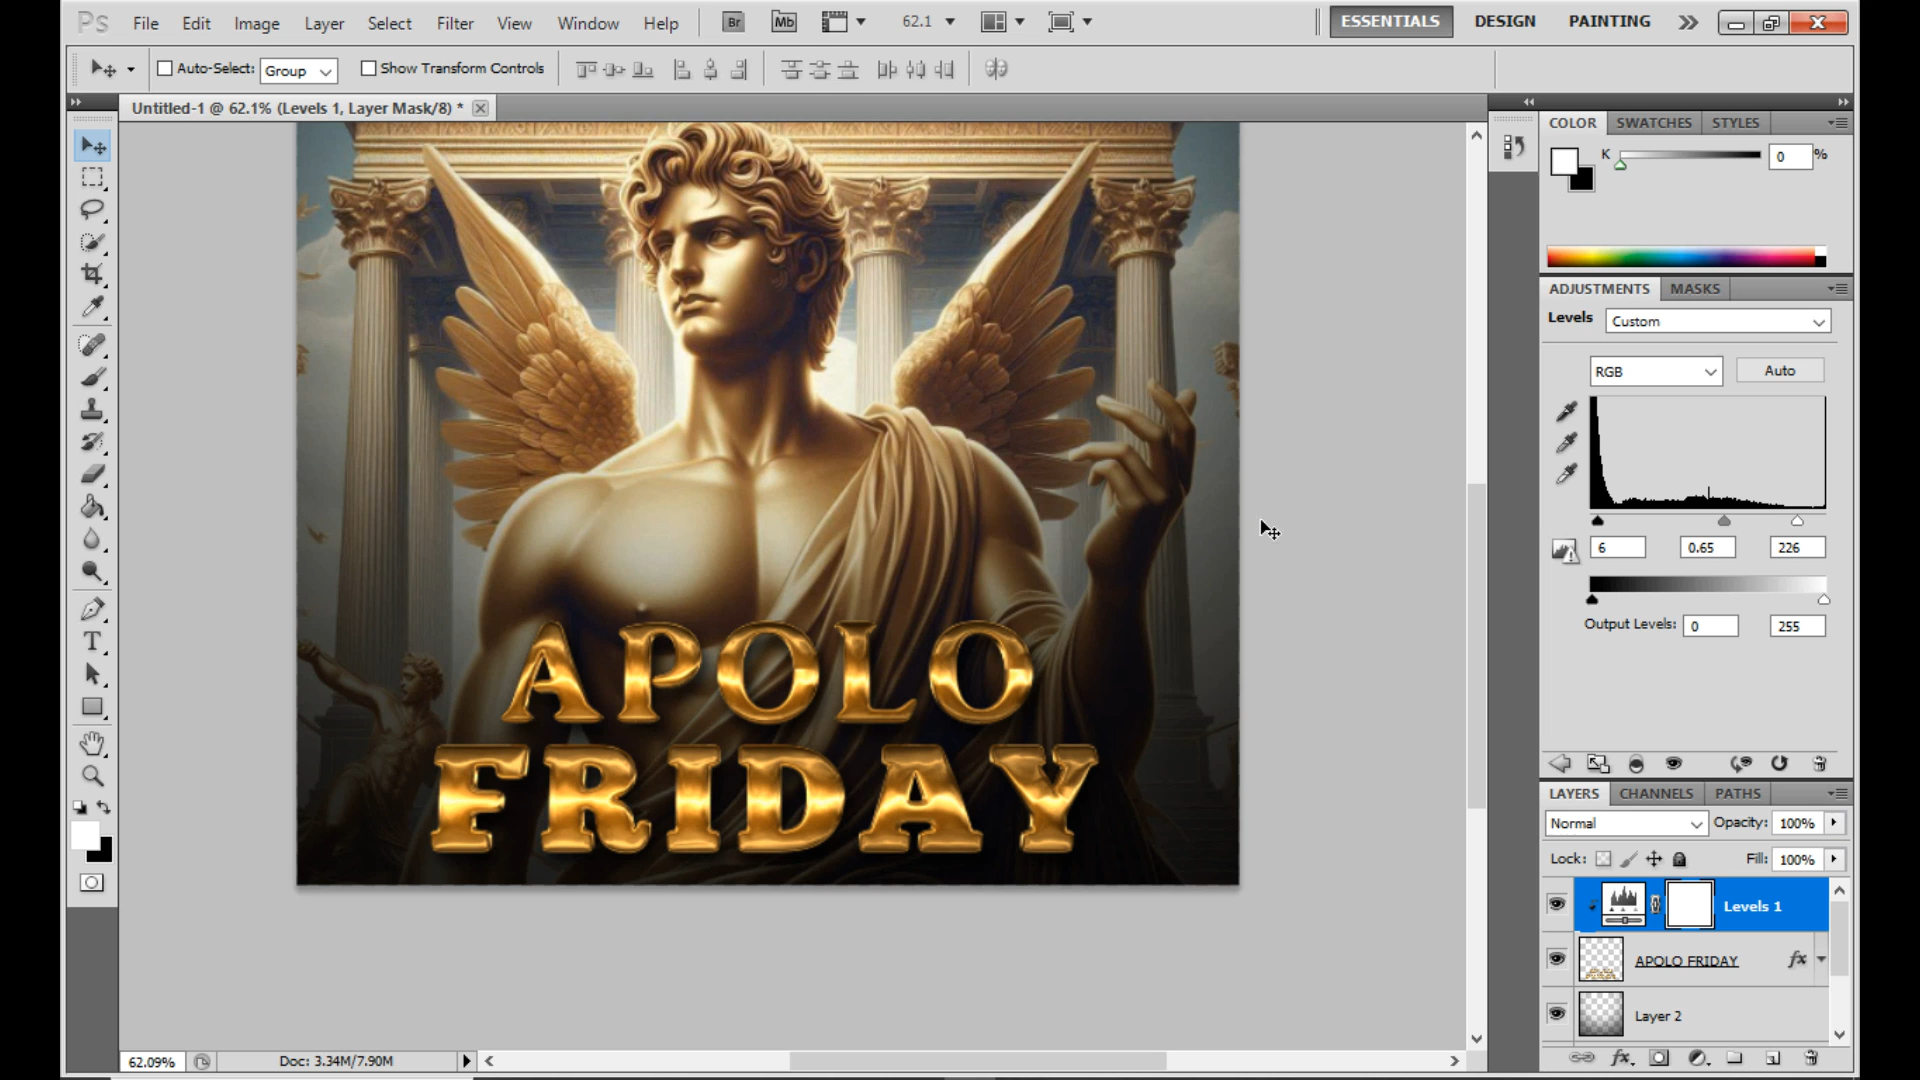 Ps File Edit Image Layer Select Filter View Window Help Br Mb 62.1 ESSENTIALS DESIGN PAINTING
Auto-Select: Group Show Transform Controls
Untitled-1 @ 62.1% (Levels 1, Layer Mask/8) *
COLOR SWATCHES STYLES
K 0 %
ADJUSTMENTS MASKS
Levels Custom
RGB Auto
6 0.65 226
Output Levels: 0 255
APOLO
FRIDAY
LAYERS CHANNELS PATHS
Normal Opacity: 100%
Lock: Fill: 100%
Levels 1
APOLO FRIDAY fx
Layer 2
62.09% Doc: 3.34M/7.90M
fx
T